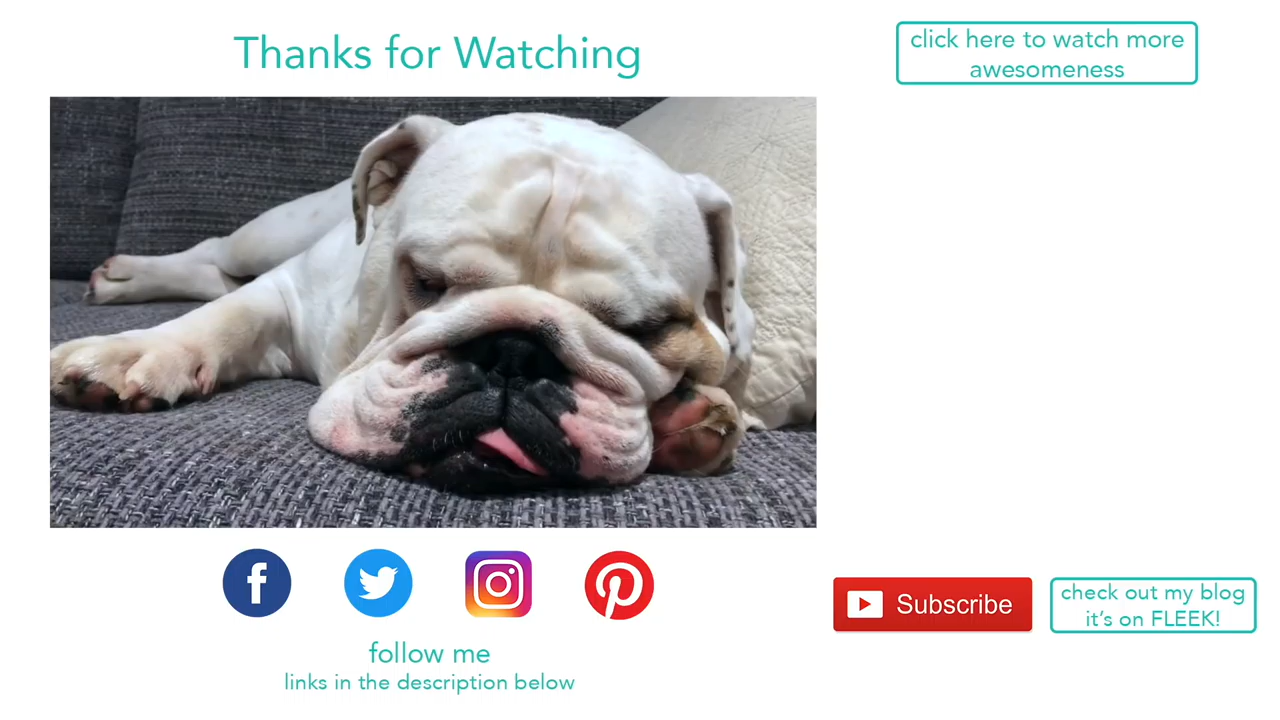 Thanks for Watching
click here to watch more
awesomeness
Subscribe
check out my blog
it's on FLEEK!
follow me
links in the description below